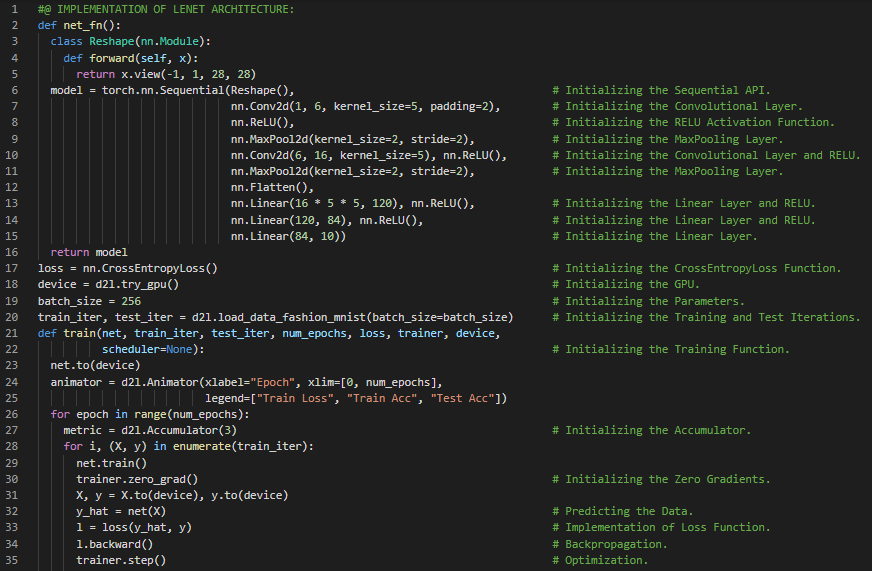 1 #@ IMPLEMENTATION OF LENET ARCHITECTURE:
2 def net_fn():
3 class Reshape(nn.Module):
4 def forward(self, x):
5 return x.view(-1, 1, 28, 28)
6 model = torch.nn.Sequential(Reshape(), # Initializing the Sequential API.
7 nn.Conv2d(1, 6, kernel_size=5, padding=2), # Initializing the Convolutional Layer.
8 nn.ReLU(), # Initializing the RELU Activation Function.
9 nn.MaxPool2d(kernel_size=2, stride=2), # Initializing the MaxPooling Layer.
10 nn.Conv2d(6, 16, kernel_size=5), nn.ReLU(), # Initializing the Convolutional Layer and RELU.
11 nn.MaxPool2d(kernel_size=2, stride=2), # Initializing the MaxPooling Layer.
12 nn.Flatten(),
13 nn.Linear(16 * 5 * 5, 120), nn.ReLU(), # Initializing the Linear Layer and RELU.
14 nn.Linear(120, 84), nn.ReLU(), # Initializing the Linear Layer and RELU.
15 nn.Linear(84, 10)) # Initializing the Linear Layer.
16 return model
17 loss = nn.CrossEntropyLoss() # Initializing the CrossEntropyLoss Function.
18 device = d2l.try_gpu() # Initializing the GPU.
19 batch_size = 256 # Initializing the Parameters.
20 train_iter, test_iter = d2l.load_data_fashion_mnist(batch_size=batch_size) # Initializing the Training and Test Iterations.
21 def train(net, train_iter, test_iter, num_epochs, loss, trainer, device,
22 scheduler=None): # Initializing the Training Function.
23 net.to(device)
24 animator = d2l.Animator(xlabel="Epoch", xlim=[0, num_epochs],
25 legend=["Train Loss", "Train Acc", "Test Acc"])
26 for epoch in range(num_epochs):
27 metric = d2l.Accumulator(3) # Initializing the Accumulator.
28 for i, (X, y) in enumerate(train_iter):
29 net.train()
30 trainer.zero_grad() # Initializing the Zero Gradients.
31 X, y = X.to(device), y.to(device)
32 y_hat = net(X) # Predicting the Data.
33 l = loss(y_hat, y) # Implementation of Loss Function.
34 l.backward() # Backpropagation.
35 trainer.step() # Optimization.